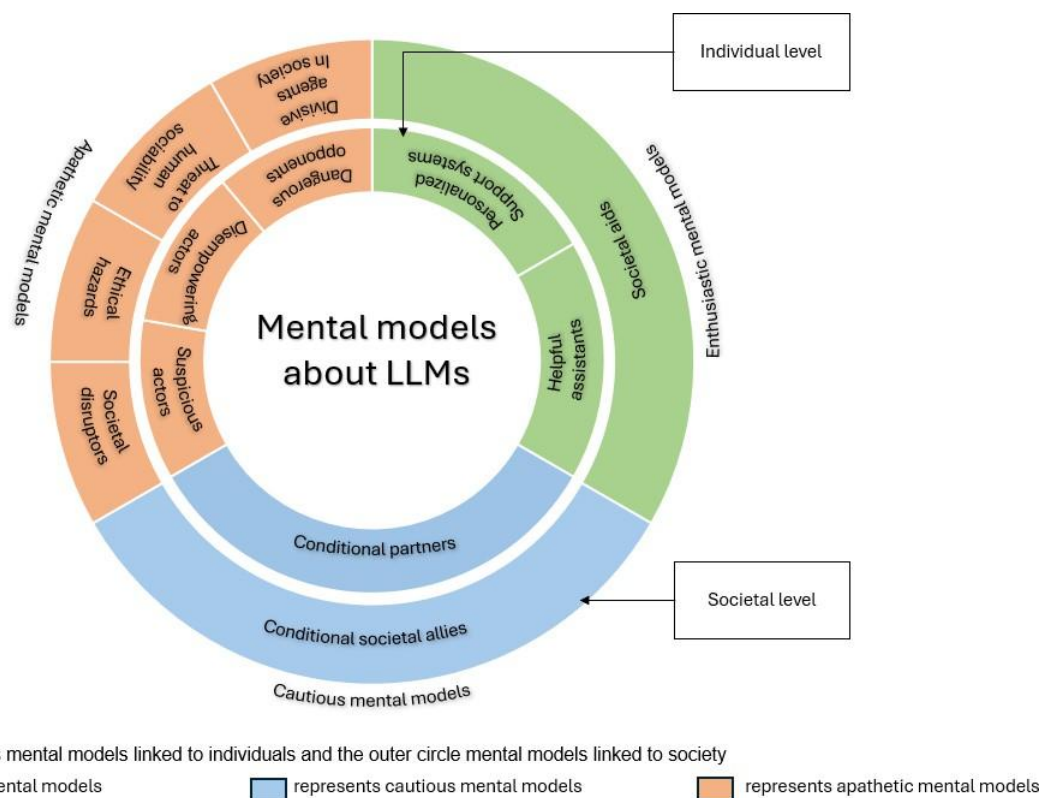 Individual level
In society
agents
Divisive
Threat to
human
sociability
Dangerous
opponents
Personalized
Support systems
Apathetic mental models
Enthusiastic mental models
Disempowering
actors
Societal aids
Ethical
hazards
Mental models
about LLMs
Helpful
assistants
Suspicious
actors
Societal
disruptors
Conditional partners
Societal level
Conditional societal allies
Cautious mental models
mental models linked to individuals and the outer circle mental models linked to society
mental models
represents cautious mental models
represents apathetic mental models